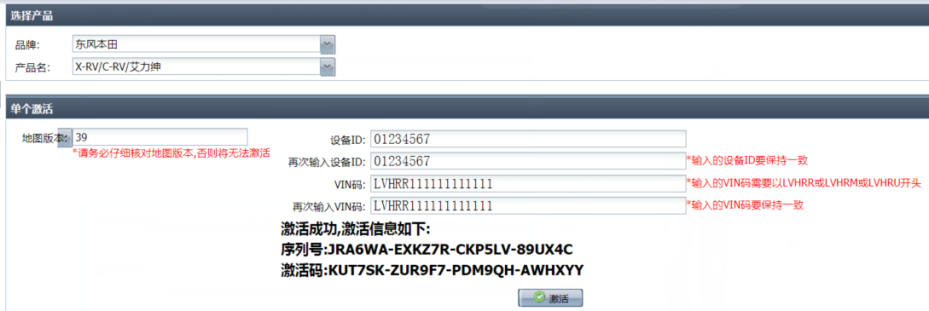 选择产品
品牌: 东风本田
产品名: X-RV/C-RV/艾力绅
单个激活
地图版本: 39
*请务必仔细核对地图版本,否则将无法激活
设备ID: 01234567
再次输入设备ID: 01234567 *输入的设备ID要保持一致
VIN码: LVHRR111111111111 *输入的VIN码需要以LVHRR或LVHRM或LVHRU开头
再次输入VIN码: LVHRR111111111111 *输入的VIN码要保持一致
激活成功,激活信息如下:
序列号:JRA6WA-EXKZ7R-CKP5LV-89UX4C
激活码:KUT7SK-ZUR9F7-PDM9QH-AWHXYY
激活